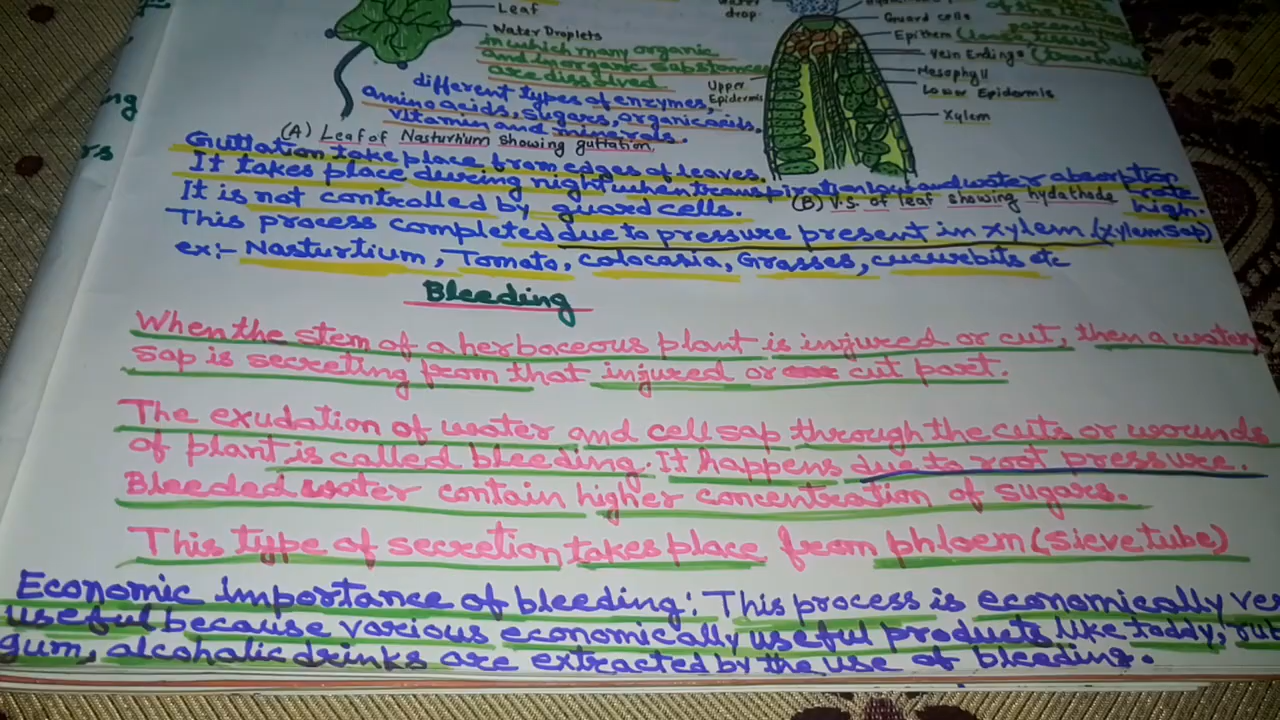 Leaf
Water Droplets
in which many organic
and inorganic substances
are dissolved
different types of enzymes,
amino acids, sugars, organic acids,
vitamin and minerals.
(A) Leaf of Nasturtium showing guttation
drop.
Guard cells
Epithem (loose tissue)
Vein Endings (tracheids)
Mesophyll
Lower Epidermis
Xylem
Upper
Epidermis
(B) V.S. of leaf showing hydathode
Guttation take place from edges of leaves.
It takes place during night when transpiration low and water absorption rate
high.
It is not controlled by guard cells.
This process completed due to pressure present in xylem (xylem sap)
ex:- Nasturtium, Tomato, Colocasia, Grasses, cucurbits etc
Bleeding
When the stem of a herbaceous plant is injured or cut, then a water
sap is secreting from that injured or cut part.
The exudation of water and cell sap through the cuts or wounds
of plant is called bleeding. It happens due to root pressure.
Bleeded water contain higher concentration of sugars.
This type of secretion takes place from phloem (sieve tube)
Economic importance of bleeding: This process is economically
useful because various economically useful products like toddy,
gum, alcoholic drinks are extracted by the use of bleeding.